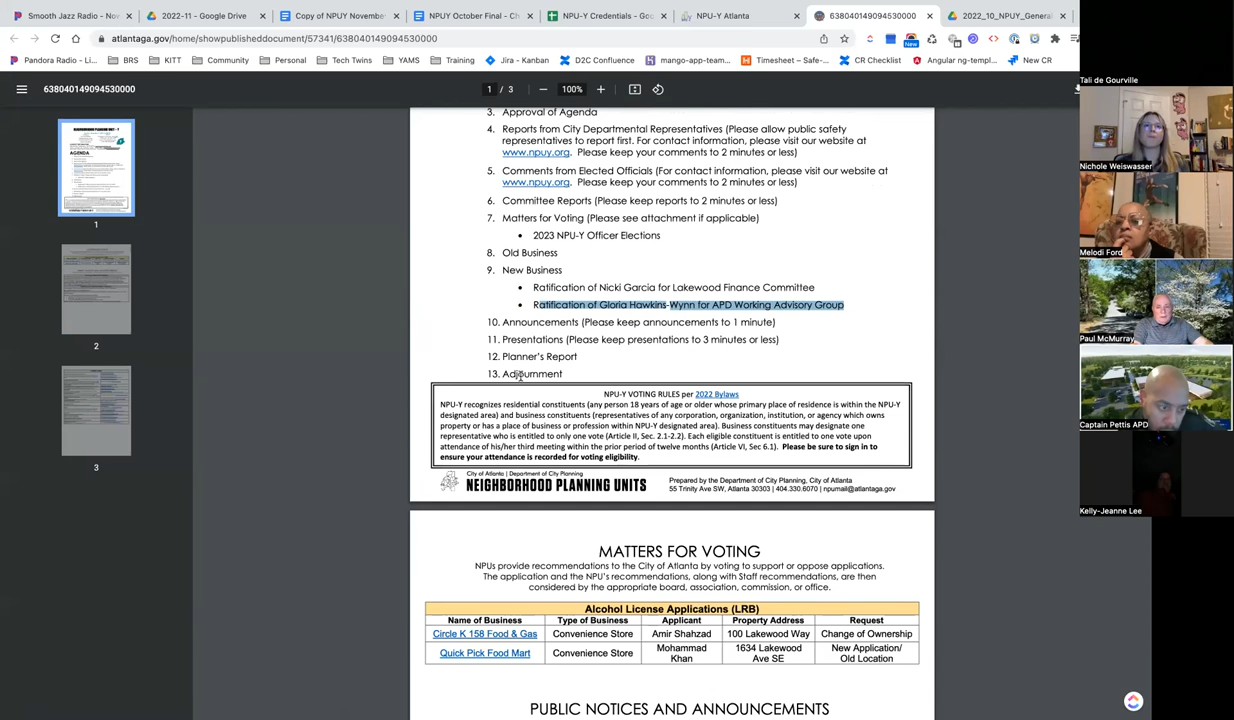 Smooth Jazz Radio - Nov
2022-11 - Google Drive
Copy of NPUY Novembe
NPUY October Final - Ch
NPU-Y Credentials - Goo
NPU-Y Atlanta
638040149094530000
2022_10_NPUY_General
atlantaga.gov/home/showpublisheddocument/57341/638040149094530000
New
Pandora Radio - Li...
BRS
KITT
Community
Personal
Tech Twins
YAMS
Training
Jira - Kanban
D2C Confluence
mango-app-team...
Timesheet – Safe-...
CR Checklist
Angular ng-templ...
New CR
638040149094530000
1 / 3
100%
1
2
3
3. Approval of Agenda
4. Reports from City Departmental Representatives (Please allow public safety
representatives to report first. For contact information, please visit our website at
www.npuy.org. Please keep your comments to 2 minutes or less)
5. Comments from Elected Officials (For contact information, please visit our website at
www.npuy.org. Please keep your comments to 2 minutes or less)
6. Committee Reports (Please keep reports to 2 minutes or less)
7. Matters for Voting (Please see attachment if applicable)
• 2023 NPU-Y Officer Elections
8. Old Business
9. New Business
• Ratification of Nicki Garcia for Lakewood Finance Committee
• Ratification of Gloria Hawkins-Wynn for APD Working Advisory Group
10. Announcements (Please keep announcements to 1 minute)
11. Presentations (Please keep presentations to 3 minutes or less)
12. Planner's Report
13. Adjournment
NPU-Y VOTING RULES per 2022 Bylaws
NPU-Y recognizes residential constituents (any person 18 years of age or older whose primary place of residence is within the NPU-Y
designated area) and business constituents (representatives of any corporation, organization, institution, or agency which owns
property or has a place of business or profession within NPU-Y designated area). Business constituents may designate one
representative who is entitled to only one vote (Article II, Sec. 2.1-2.2). Each eligible constituent is entitled to one vote upon
attendance of his/her third meeting within the prior period of twelve months (Article VI, Sec 6.1). Please be sure to sign in to
ensure your attendance is recorded for voting eligibility.
City of Atlanta | Department of City Planning
NEIGHBORHOOD PLANNING UNITS
Prepared by the Department of City Planning, City of Atlanta
55 Trinity Ave SW, Atlanta 30303 | 404.330.6070 | npumail@atlantaga.gov
MATTERS FOR VOTING
NPUs provide recommendations to the City of Atlanta by voting to support or oppose applications.
The application and the NPU's recommendations, along with Staff recommendations, are then
considered by the appropriate board, association, commission, or office.
Alcohol License Applications (LRB)
Name of Business Type of Business Applicant Property Address Request
Circle K 158 Food & Gas Convenience Store Amir Shahzad 100 Lakewood Way Change of Ownership
Quick Pick Food Mart Convenience Store Mohammad Khan 1634 Lakewood Ave SE New Application/ Old Location
PUBLIC NOTICES AND ANNOUNCEMENTS
Tali de Gourville
Nichole Weiswasser
Melodi Ford
Paul McMurray
Captain Pettis APD
Kelly-Jeanne Lee